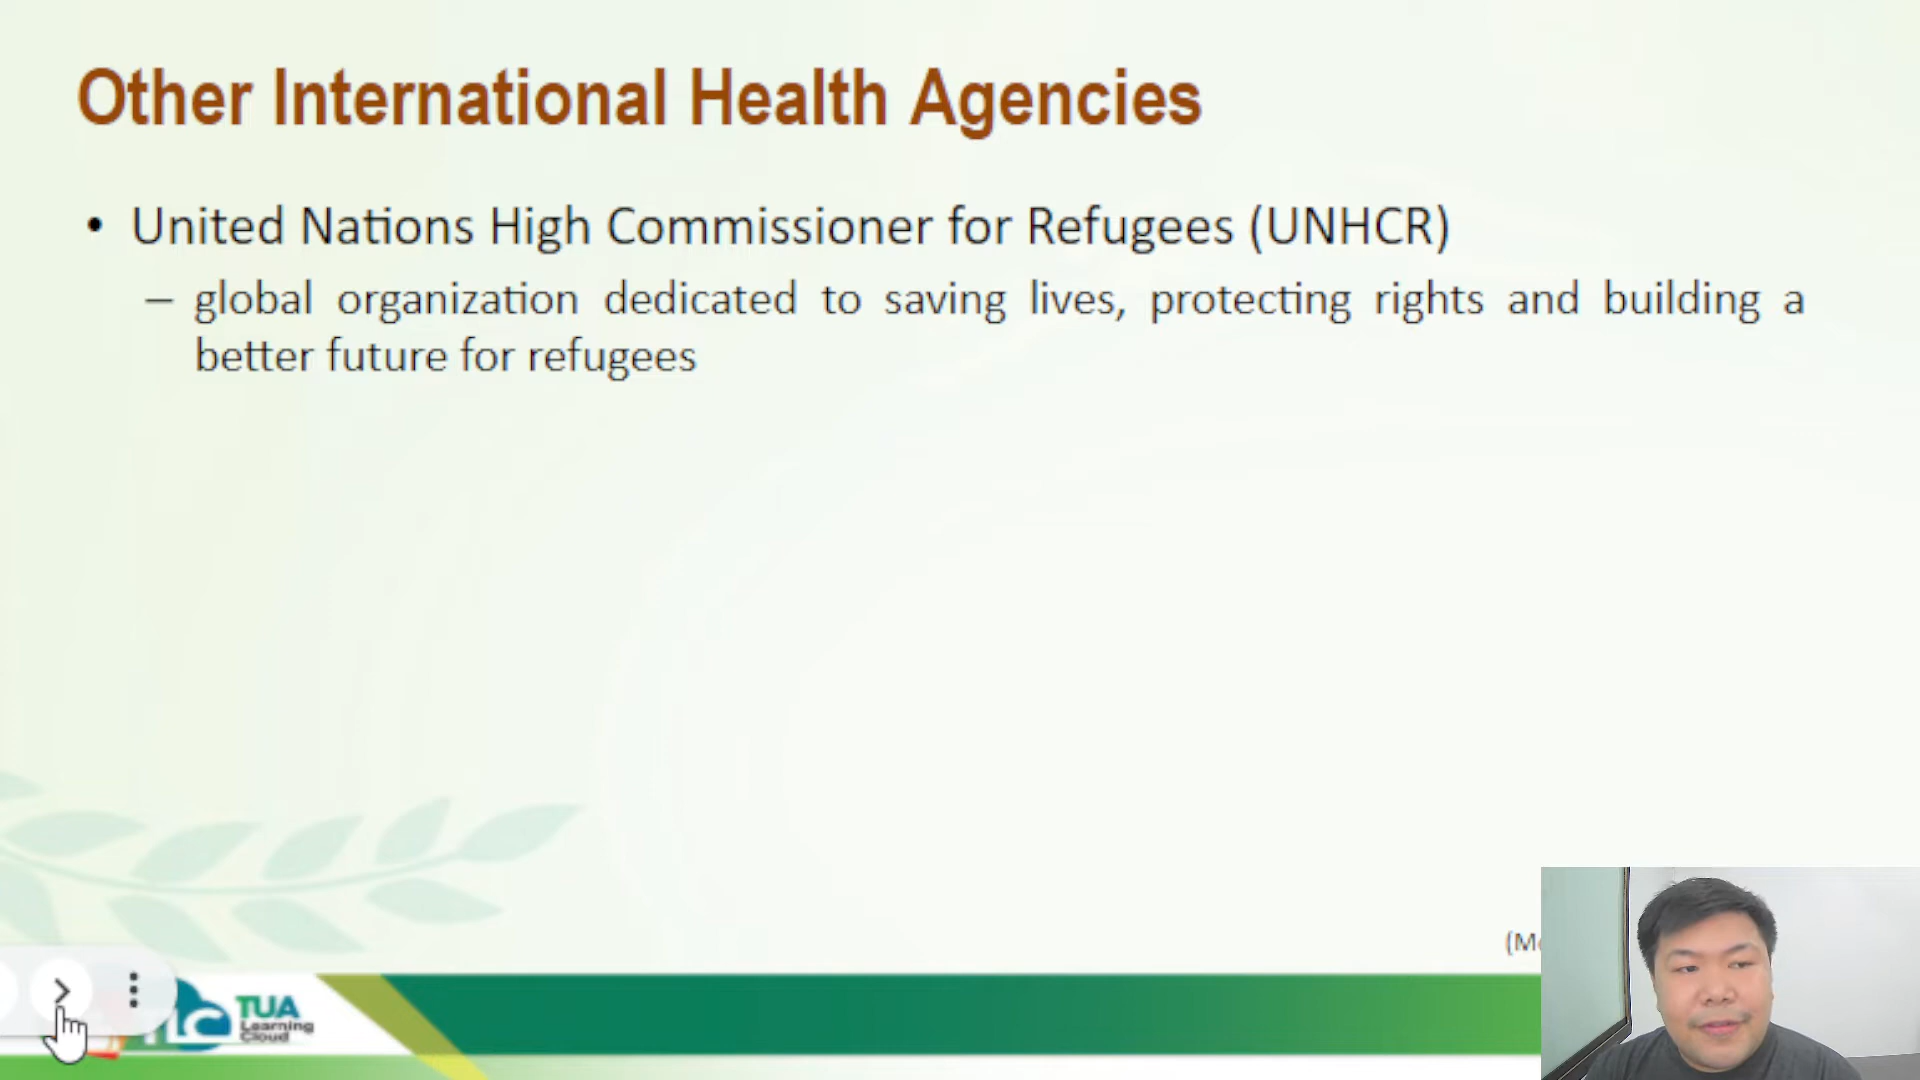 Other International Health Agencies
• United Nations High Commissioner for Refugees (UNHCR)
– global organization dedicated to saving lives, protecting rights and building a
better future for refugees
TUA
Learning
Cloud